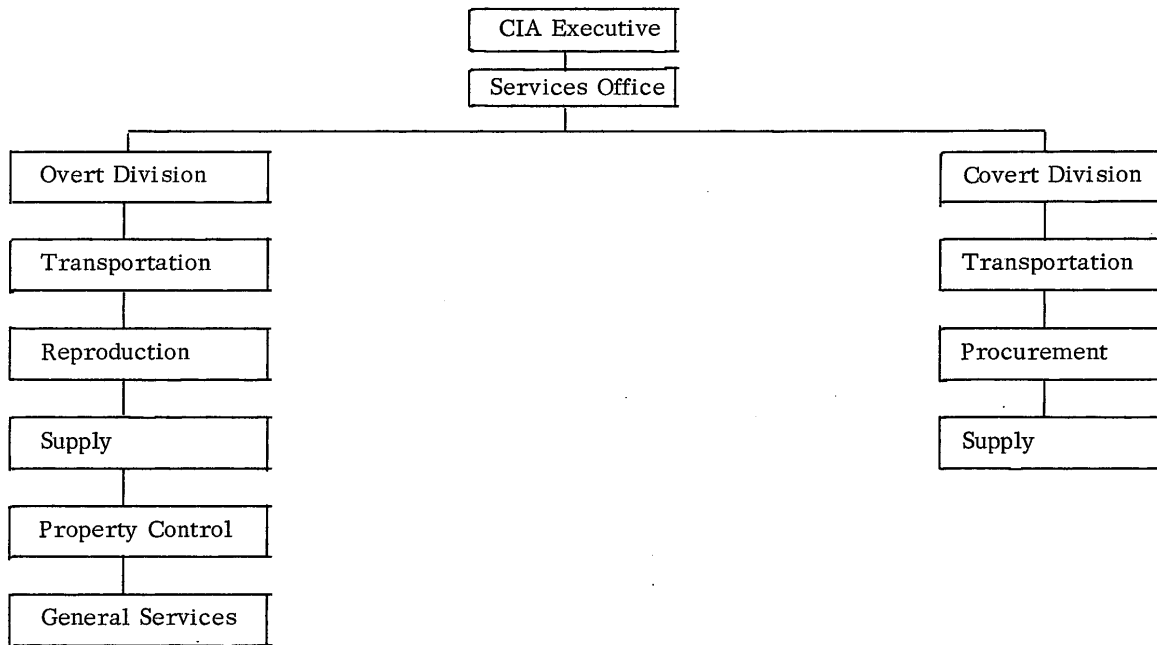 CIA Executive
Services Office
Overt Division
Transportation
Reproduction
Supply
Property Control
General Services
Covert Division
Transportation
Procurement
Supply